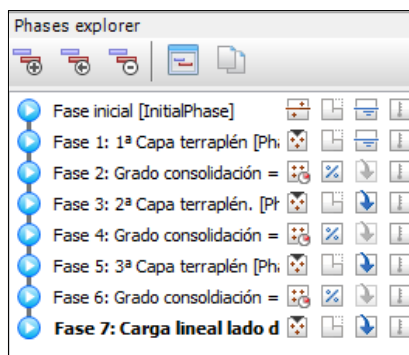 Phases explorer
Fase inicial [InitialPhase]
Fase 1: 1ª Capa terraplén [Pha
Fase 2: Grado consolidación =
Fase 3: 2ª Capa terraplén. [Ph
Fase 4: Grado consolidación =
Fase 5: 3ª Capa terraplén [Pha
Fase 6: Grado consoldiación =
Fase 7: Carga lineal lado d